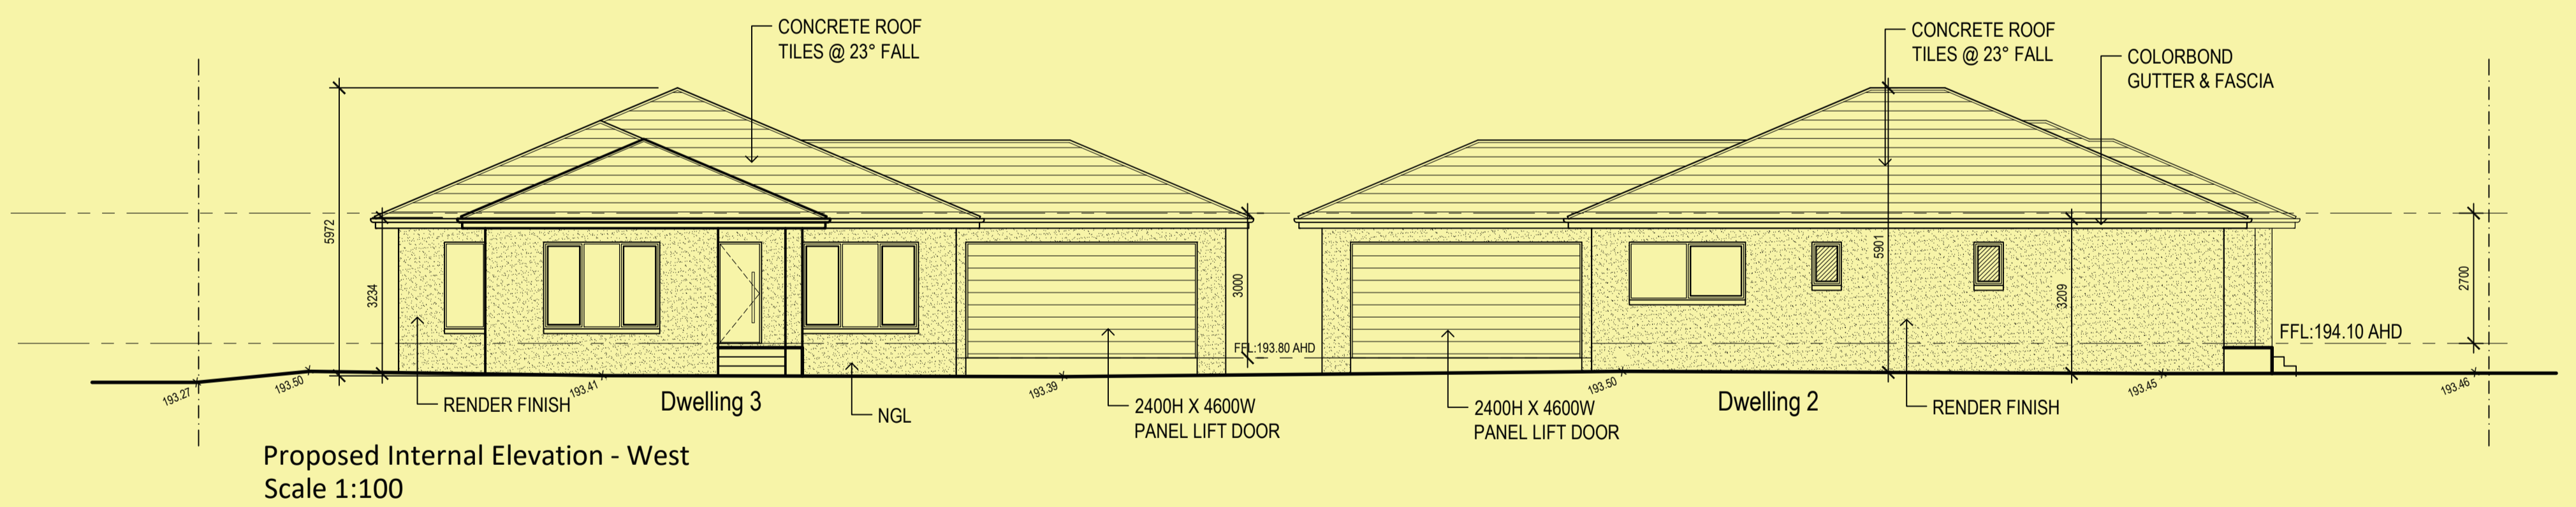 CONCRETE ROOF
TILES @ 23° FALL
CONCRETE ROOF
TILES @ 23° FALL
COLORBOND
GUTTER & FASCIA
5972
3234
3000
5901
3209
2700
FFL:193.80 AHD
FFL:194.10 AHD
193.27
193.50
193.41
193.39
193.50
193.45
193.46
RENDER FINISH
Dwelling 3
NGL
2400H X 4600W
PANEL LIFT DOOR
2400H X 4600W
PANEL LIFT DOOR
Dwelling 2
RENDER FINISH
Proposed Internal Elevation - West
Scale 1:100